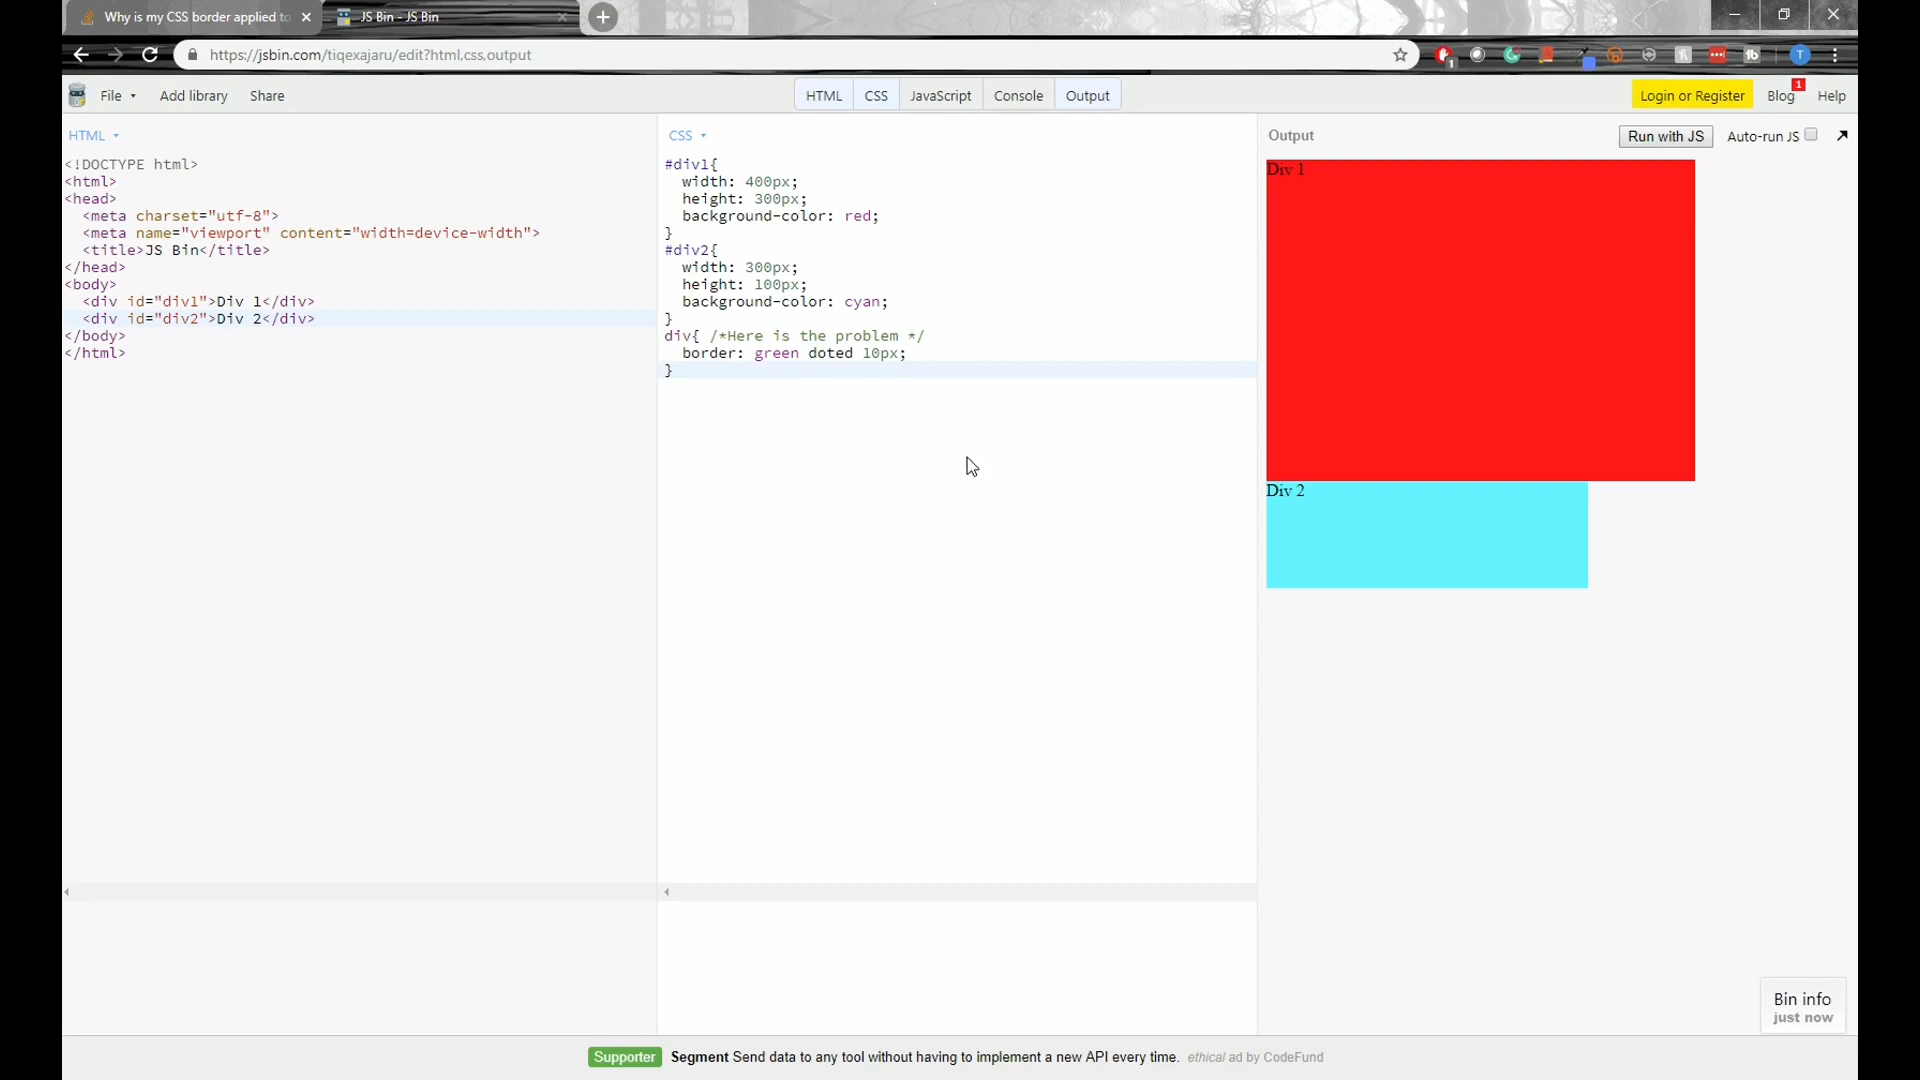 Why is my CSS border applied to
JS Bin - JS Bin
https://jsbin.com/tiqexajaru/edit?html,css,output
1
T
File
Add library
Share
HTML
CSS
JavaScript
Console
Output
Login or Register
Blog
1
Help
HTML
<!DOCTYPE html>
<html>
<head>
<meta charset="utf-8">
<meta name="viewport" content="width=device-width">
<title>JS Bin</title>
</head>
<body>
<div id="div1">Div 1</div>
<div id="div2">Div 2</div>
</body>
</html>
CSS
#div1{
width: 400px;
height: 300px;
background-color: red;
}
#div2{
width: 300px;
height: 100px;
background-color: cyan;
}
div{ /*Here is the problem */
border: green doted 10px;
}
Output
Run with JS
Auto-run JS
Div 1
Div 2
Bin info
just now
Supporter Segment Send data to any tool without having to implement a new API every time. ethical ad by CodeFund